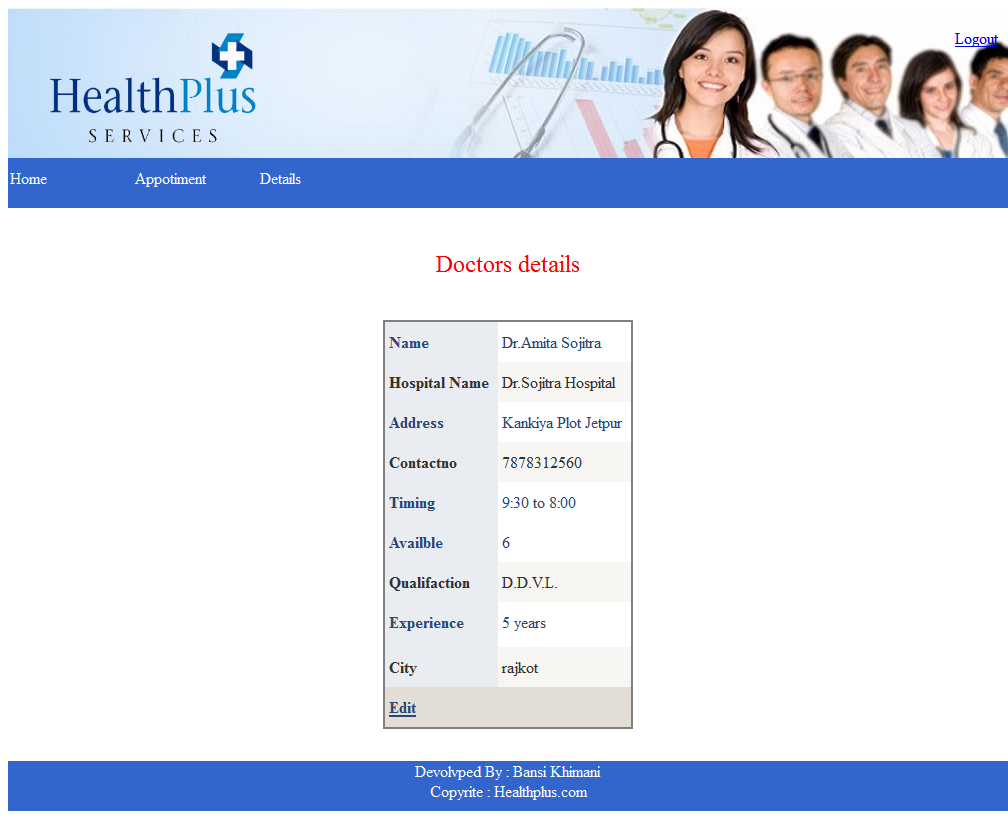 Logout
HealthPlus
SERVICES
Home Appotiment Details
Doctors details
Name Dr.Amita Sojitra
Hospital Name Dr.Sojitra Hospital
Address Kankiya Plot Jetpur
Contactno 7878312560
Timing 9:30 to 8:00
Availble 6
Qualifaction D.D.V.L.
Experience 5 years
City rajkot
Edit
Devolvped By : Bansi Khimani
Copyrite : Healthplus.com